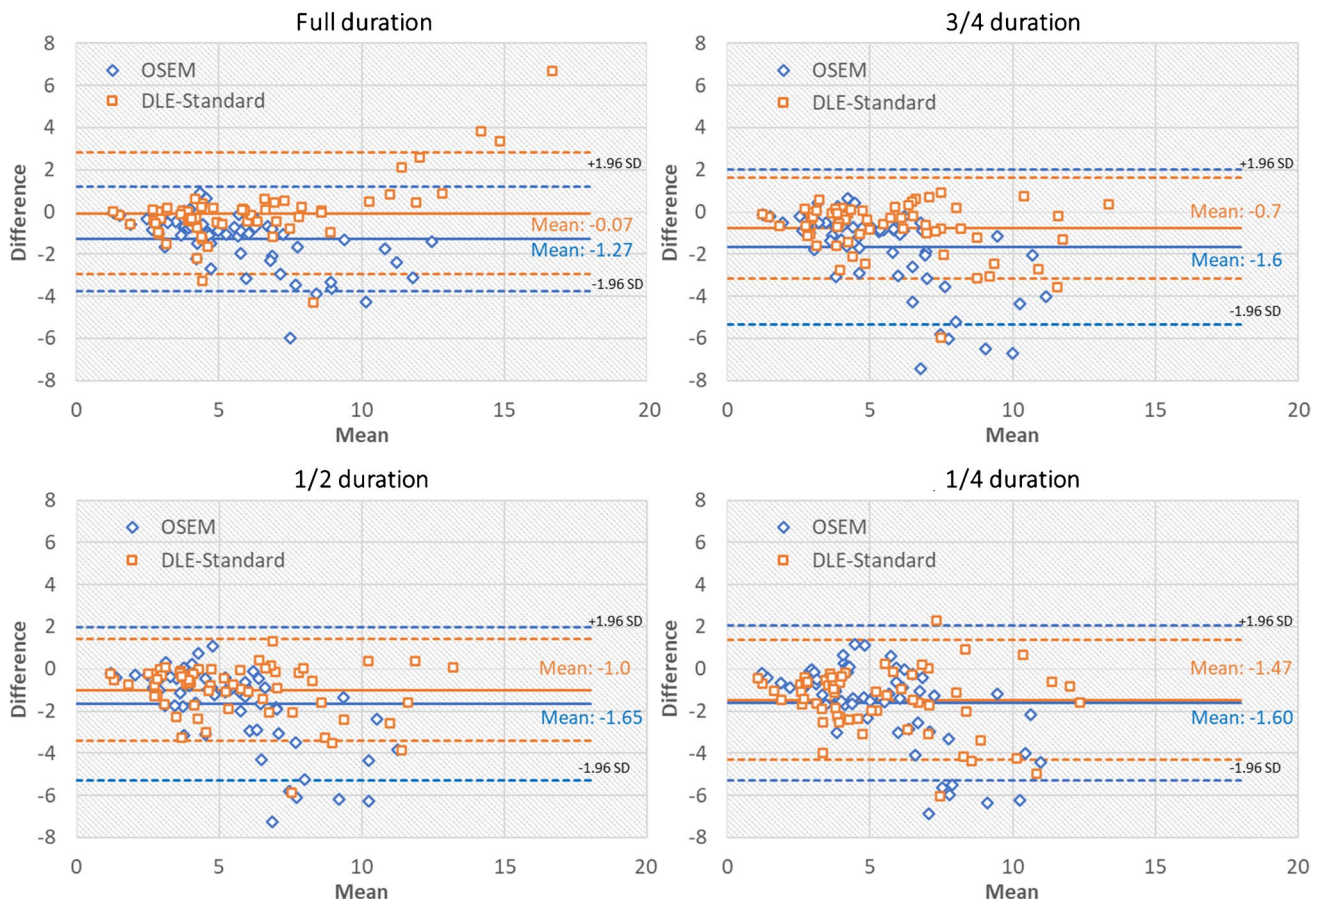 Full duration
8
6
4
2
0
-2
-4
-6
-8
Difference
OSEM
DLE-Standard
+1.96 SD
Mean: -0.07
Mean: -1.27
-1.96 SD
0 5 10 15 20
Mean
3/4 duration
8
6
4
2
0
-2
-4
-6
-8
Difference
OSEM
DLE-Standard
+1.96 SD
Mean: -0.7
Mean: -1.6
-1.96 SD
0 5 10 15 20
Mean
1/2 duration
8
6
4
2
0
-2
-4
-6
-8
Difference
OSEM
DLE-Standard
+1.96 SD
Mean: -1.0
Mean: -1.65
-1.96 SD
0 5 10 15 20
Mean
1/4 duration
8
6
4
2
0
-2
-4
-6
-8
Difference
OSEM
DLE-Standard
+1.96 SD
Mean: -1.47
Mean: -1.60
-1.96 SD
0 5 10 15 20
Mean